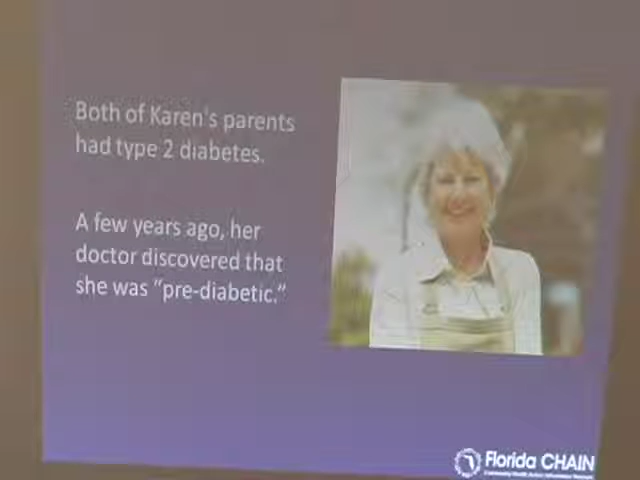 Both of Karen's parents
had type 2 diabetes.
A few years ago, her
doctor discovered that
she was "pre-diabetic."
Florida CHAIN